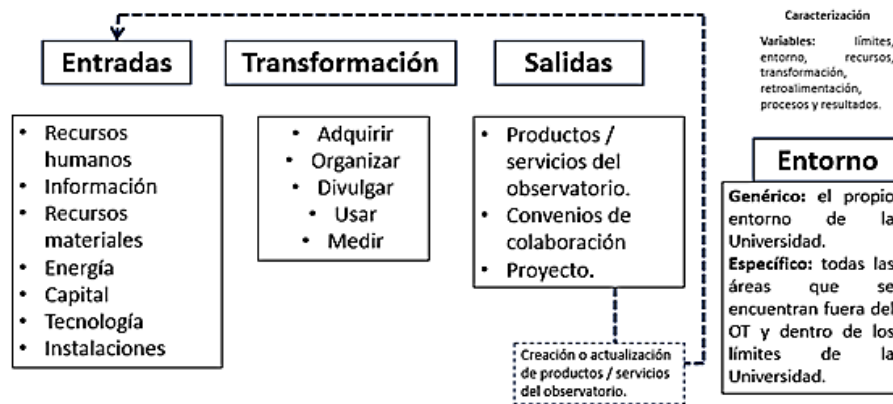 Entradas
Transformación
Salidas
Recursos
humanos
Información
Recursos
materiales
Energía
Capital
Tecnología
Instalaciones
Adquirir
Organizar
Divulgar
Usar
Medir
Productos /
servicios del
observatorio.
Convenios de
colaboración
Proyecto.
Creación o actualización
de productos / servicios
del observatorio.
Caracterización
Variables: límites,
entorno, recursos,
transformación,
retroalimentación,
procesos y resultados.
Entorno
Genérico: el propio
entorno de la
Universidad.
Específico: todas las
áreas que se
encuentran fuera del
OT y dentro de los
límites de la
Universidad.